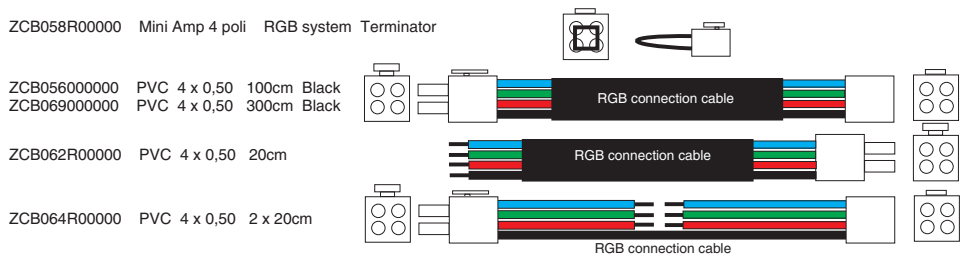 ZCB058R00000 Mini Amp 4 poli RGB system Terminator
ZCB056000000 PVC 4 x 0,50 100cm Black
ZCB069000000 PVC 4 x 0,50 300cm Black
RGB connection cable
ZCB062R00000 PVC 4 x 0,50 20cm
RGB connection cable
ZCB064R00000 PVC 4 x 0,50 2 x 20cm
RGB connection cable